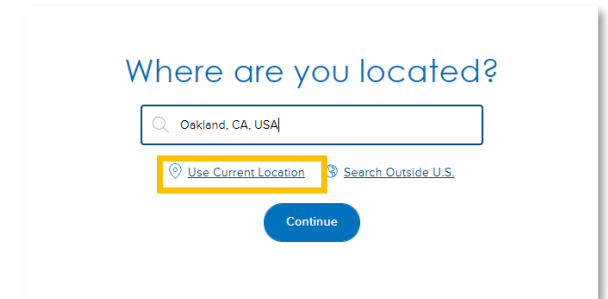 Where are you located?
Oakland, CA, USA
Use Current Location Search Outside U.S.
Continue